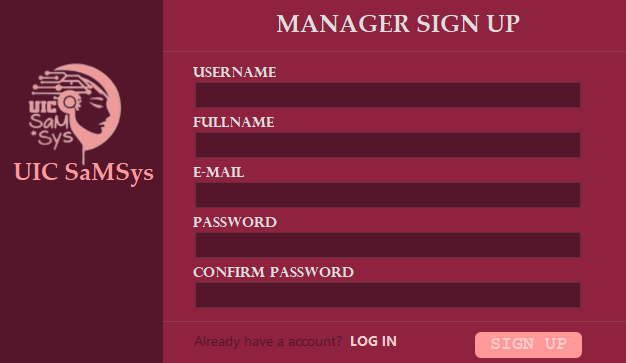 MANAGER SIGN UP
UIC
SaM
*Sys
UIC SaMSys
USERNAME
FULLNAME
E-MAIL
PASSWORD
CONFIRM PASSWORD
Already have a account? LOG IN
SIGN UP